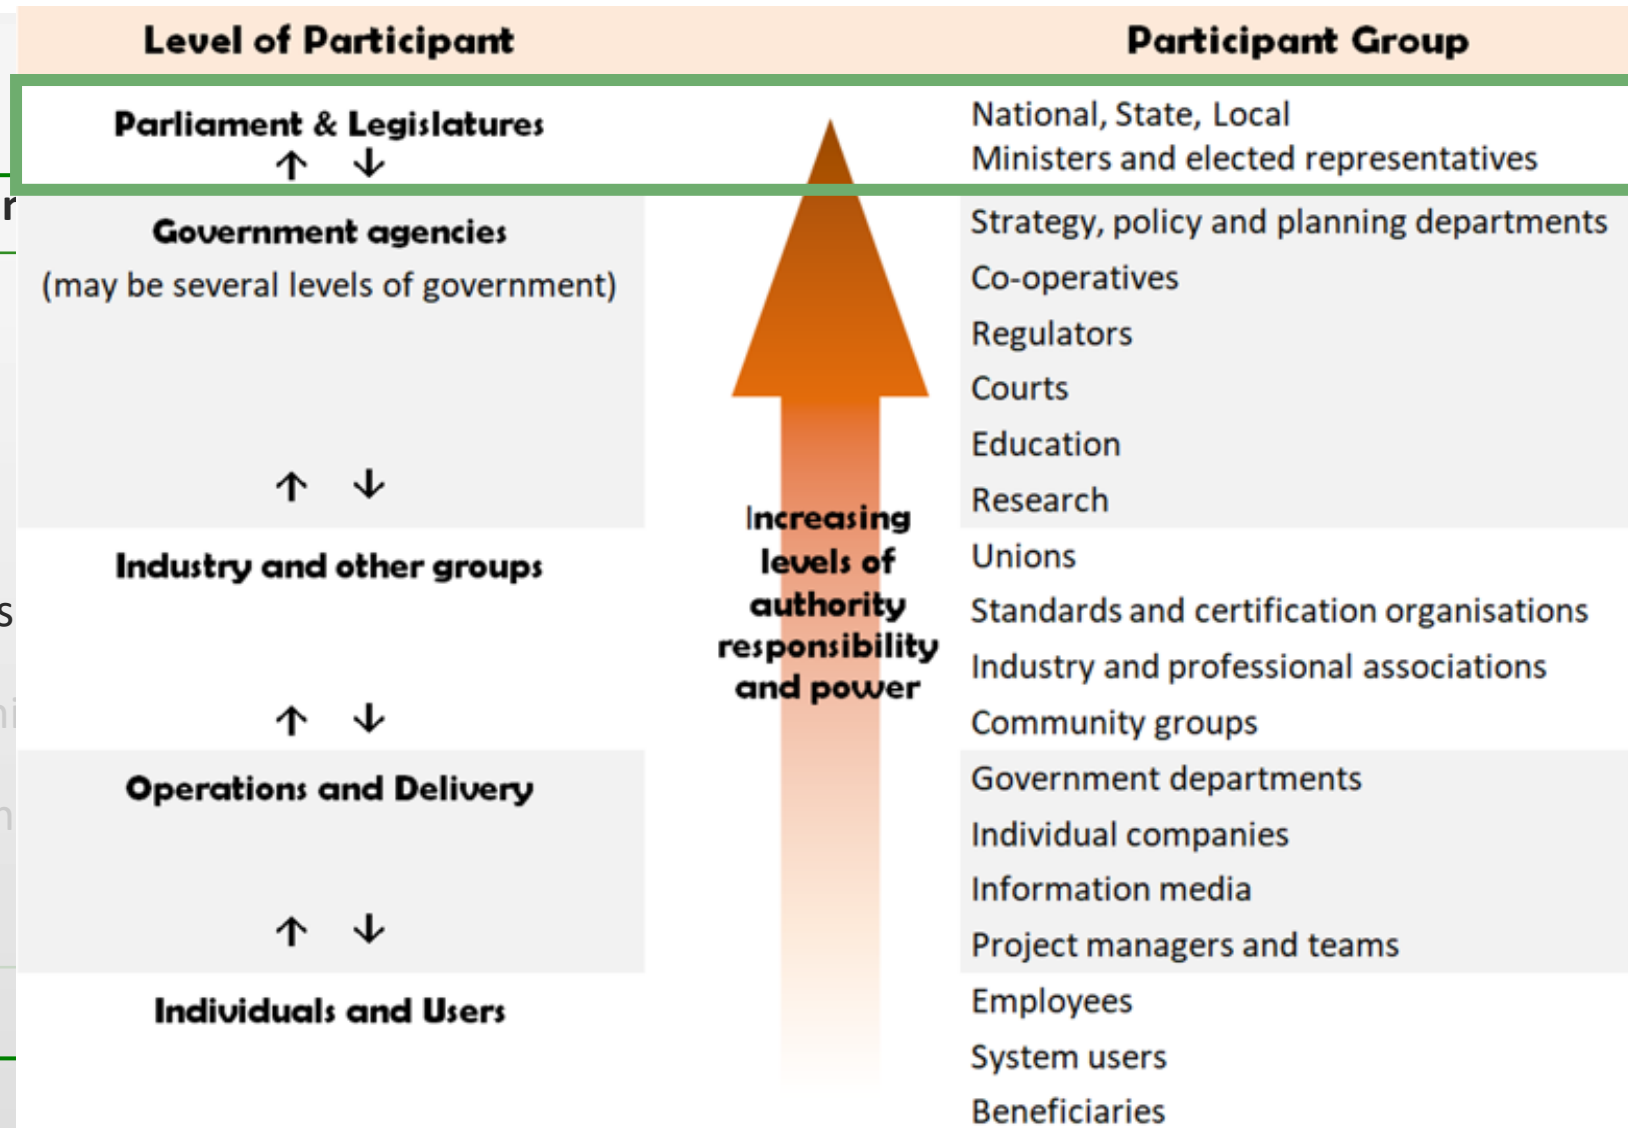 Level of Participant
Participant Group
Parliament & Legislatures
↑ ↓
National, State, Local
Ministers and elected representatives
Government agencies
(may be several levels of government)
↑ ↓
Strategy, policy and planning departments
Co-operatives
Regulators
Courts
Education
Research
Industry and other groups
↑ ↓
Unions
Standards and certification organisations
Industry and professional associations
Community groups
Operations and Delivery
↑ ↓
Government departments
Individual companies
Information media
Project managers and teams
Individuals and Users
Employees
System users
Beneficiaries
Increasing
levels of
authority
responsibility
and power